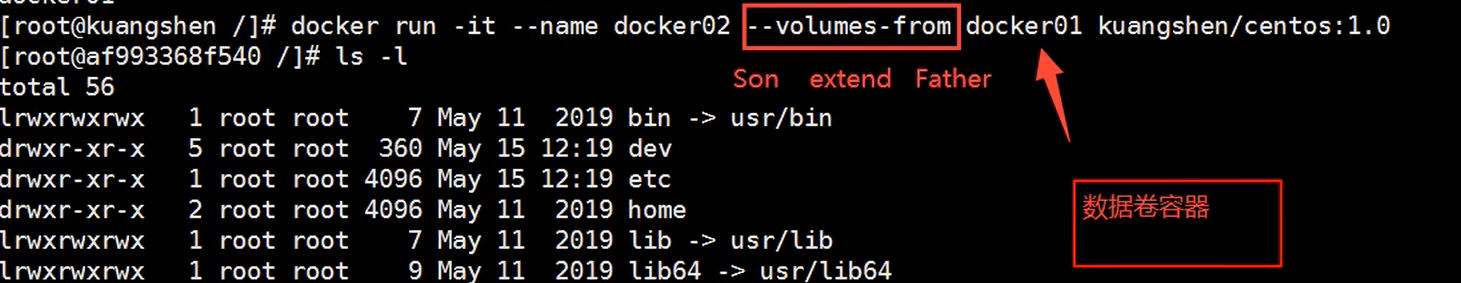 [root@kuangshen /]# docker run -it --name docker02 --volumes-from docker01 kuangshen/centos:1.0
[root@af993368f540 /]# ls -l
Son extend Father
total 56
lrwxrwxrwx 1 root root 7 May 11 2019 bin -> usr/bin
drwxr-xr-x 5 root root 360 May 15 12:19 dev
drwxr-xr-x 1 root root 4096 May 15 12:19 etc
drwxr-xr-x 2 root root 4096 May 11 2019 home
数据卷容器
lrwxrwxrwx 1 root root 7 May 11 2019 lib -> usr/lib
lrwxrwxrwx 1 root root 9 May 11 2019 lib64 -> usr/lib64